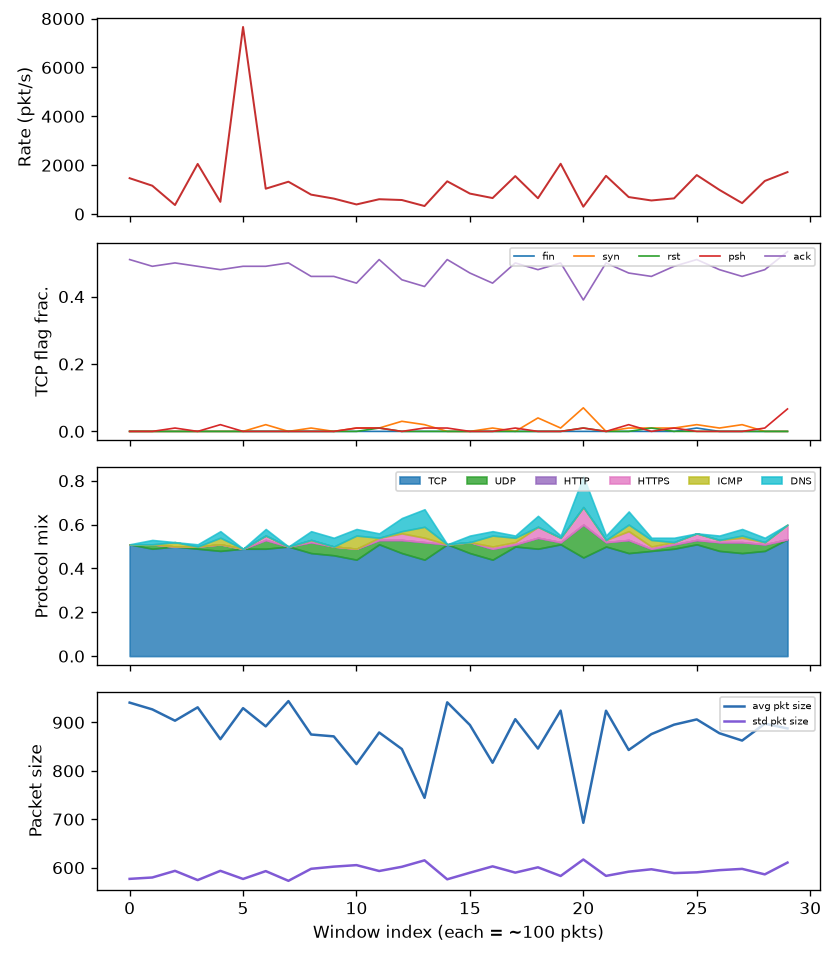 8000
6000
4000
2000
0
Rate (pkt/s)
fin syn rst psh ack
0.4
0.2
0.0
TCP flag frac.
TCP UDP HTTP HTTPS ICMP DNS
0.8
0.6
0.4
0.2
0.0
Protocol mix
avg pkt size
std pkt size
900
800
700
600
Packet size
0 5 10 15 20 25 30
Window index (each = ~100 pkts)